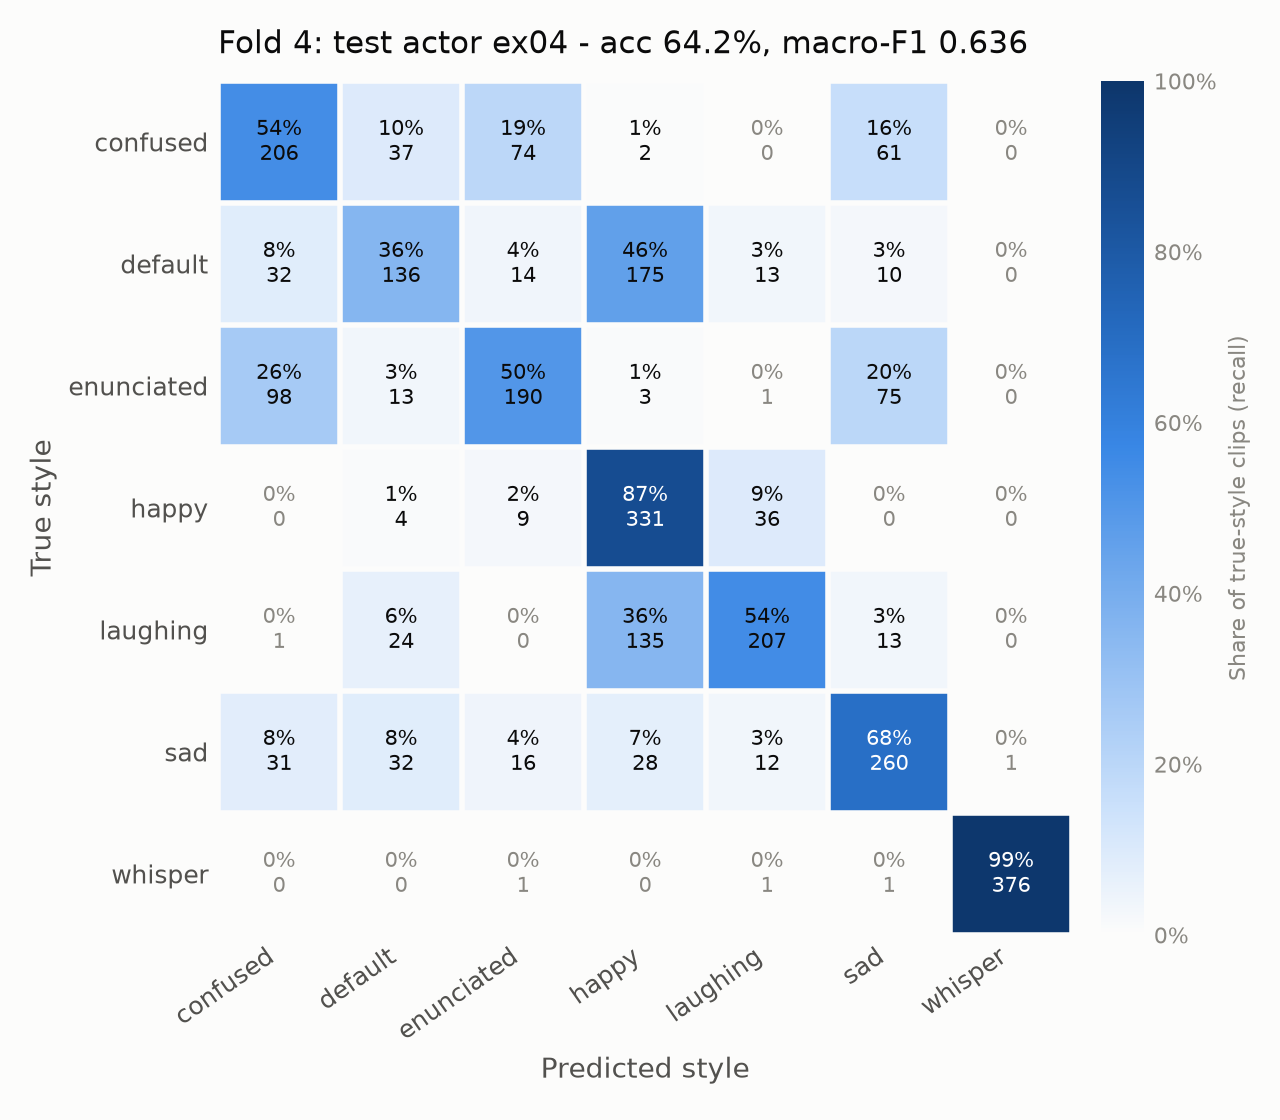 Fold 4: test actor ex04 - acc 64.2%, macro-F1 0.636
confused
54% 10% 19% 1% 0% 16% 0%
206 37 74 2 0 61 0
default
8% 36% 4% 46% 3% 3% 0%
32 136 14 175 13 10 0
enunciated
26% 3% 50% 1% 0% 20% 0%
98 13 190 3 1 75 0
happy
0% 1% 2% 87% 9% 0% 0%
0 4 9 331 36 0 0
laughing
0% 6% 0% 36% 54% 3% 0%
1 24 0 135 207 13 0
sad
8% 8% 4% 7% 3% 68% 0%
31 32 16 28 12 260 1
whisper
0% 0% 0% 0% 0% 0% 99%
0 0 1 0 1 1 376
True style
confused default enunciated happy laughing sad whisper
Predicted style
100%
80%
60%
40%
20%
0%
Share of true-style clips (recall)